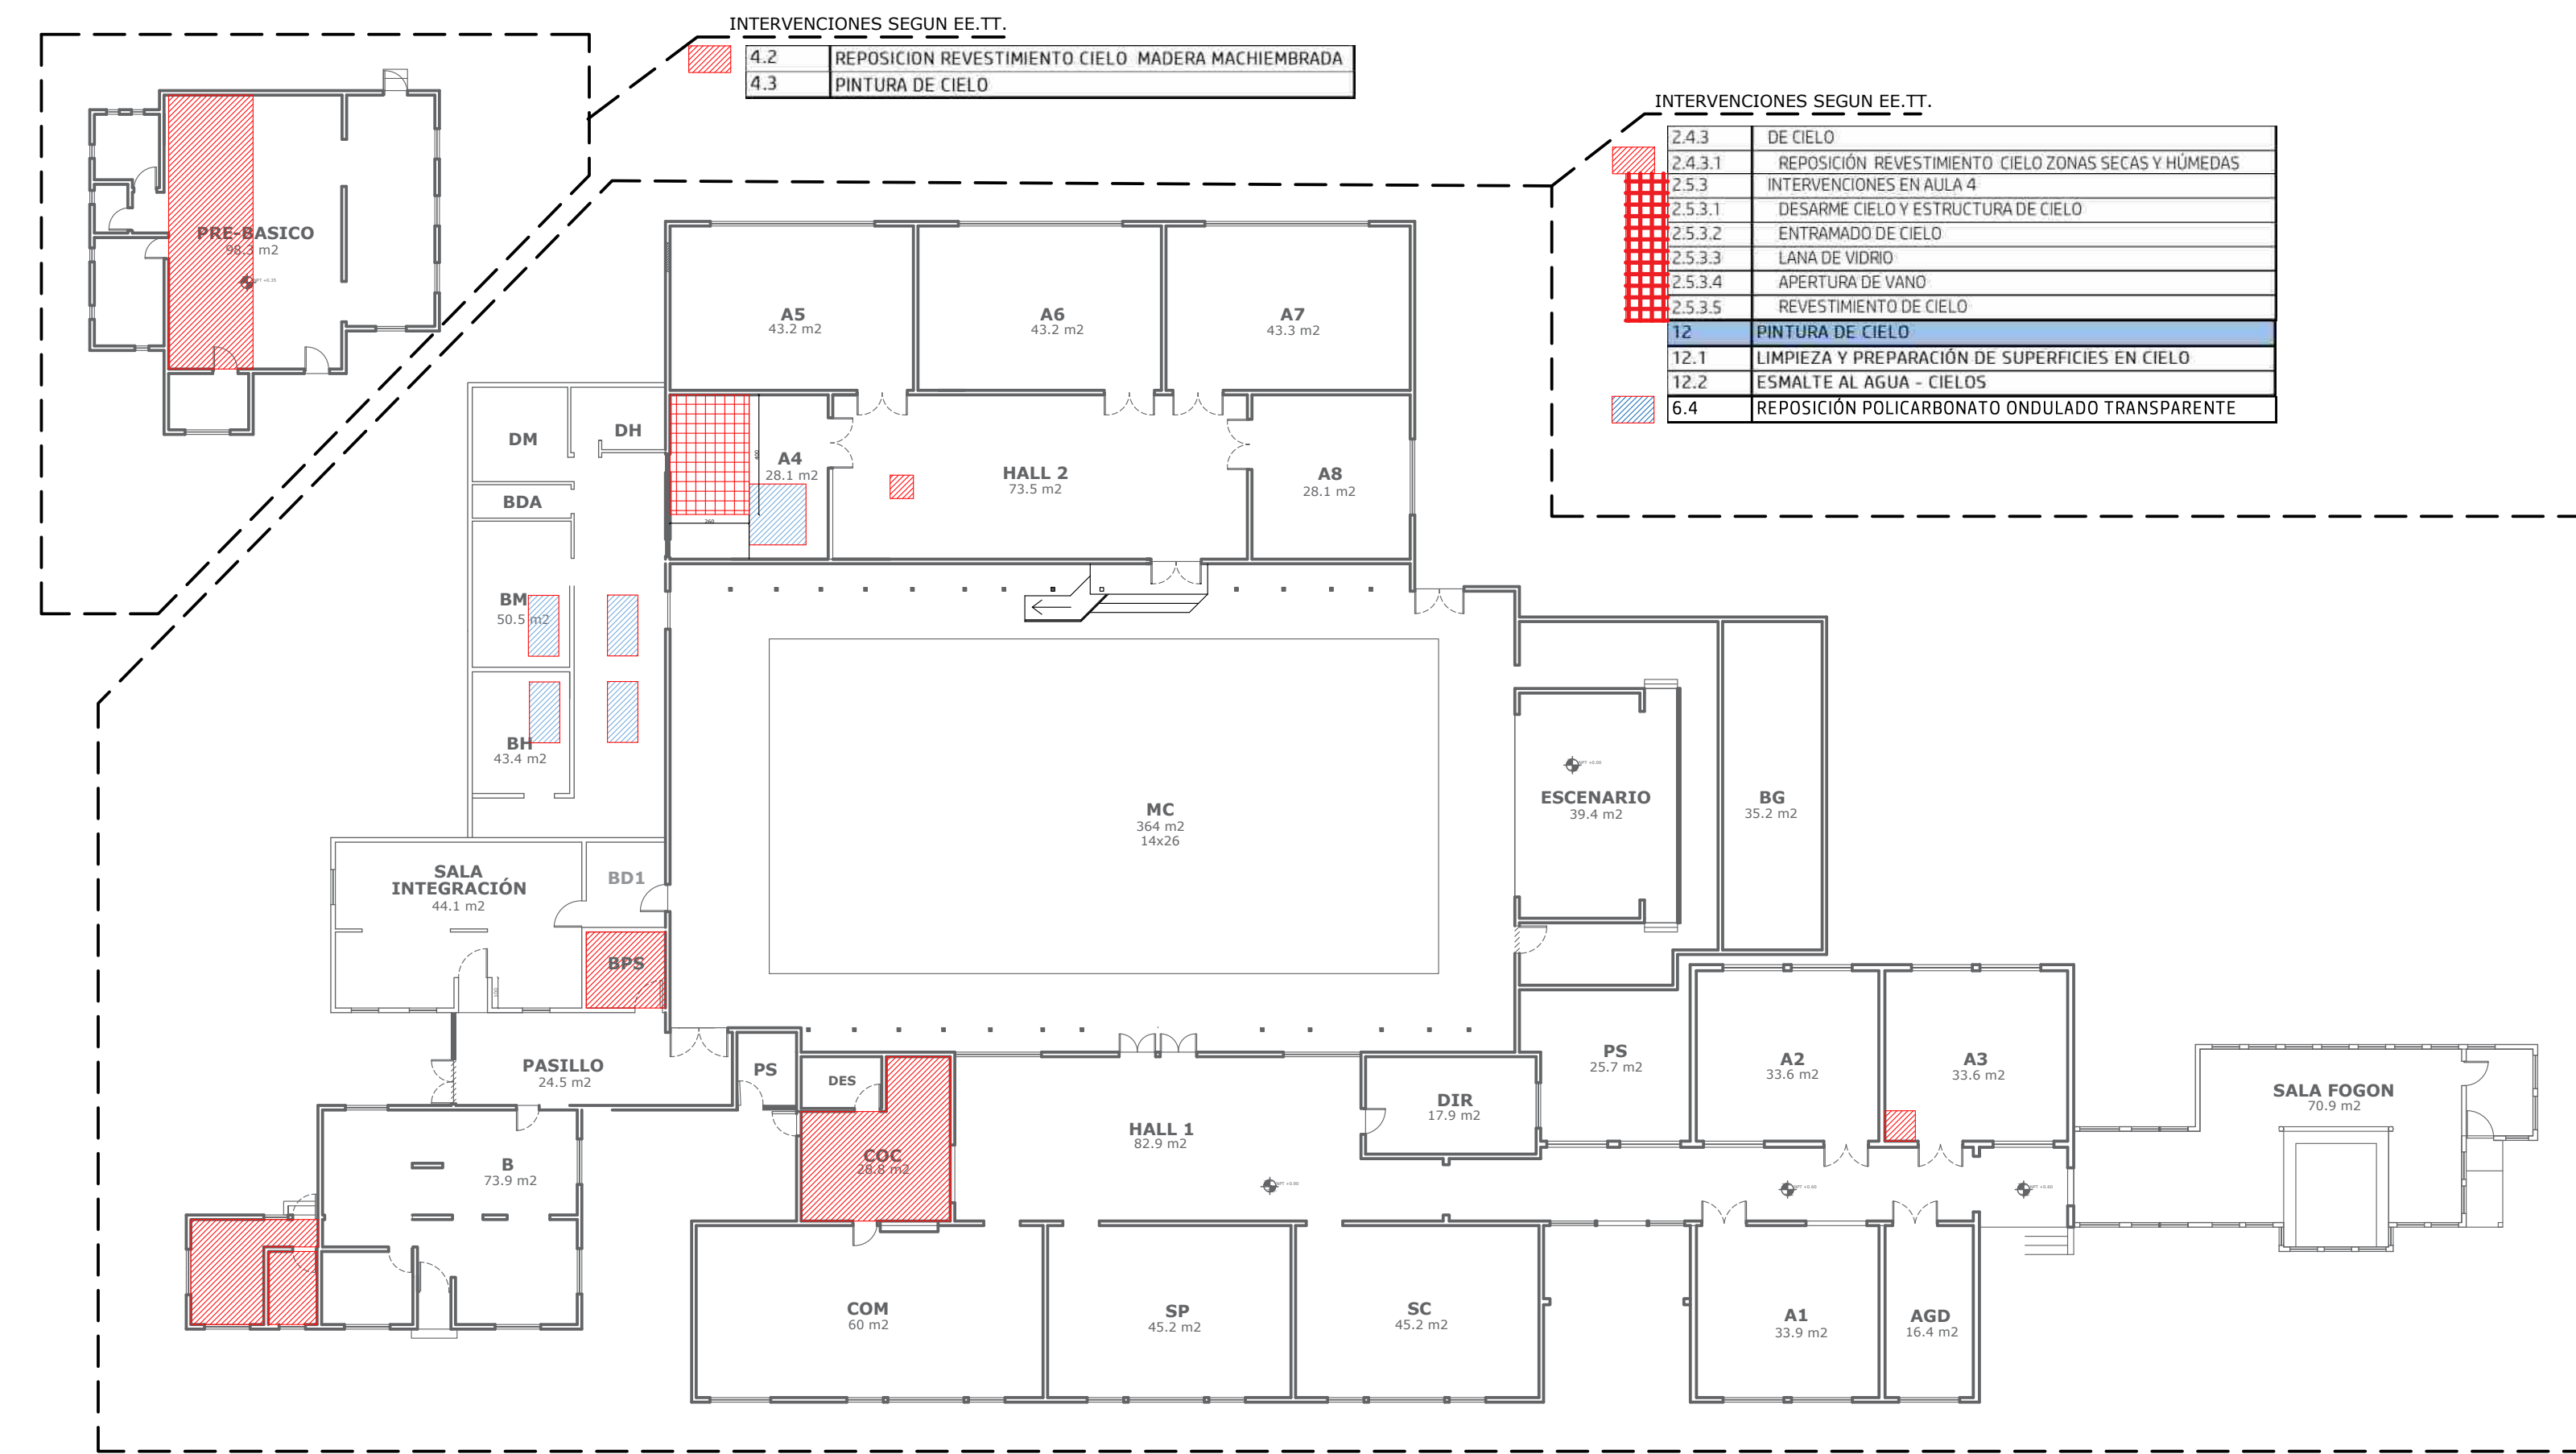 INTERVENCIONES SEGUN EE.TT.
4.2 REPOSICION REVESTIMIENTO CIELO MADERA MACHIEMBRADA
4.3 PINTURA DE CIELO
INTERVENCIONES SEGUN EE.TT.
2.4.3 DE CIELO
2.4.3.1 REPOSICIÓN REVESTIMIENTO CIELO ZONAS SECAS Y HÚMEDAS
2.5.3 INTERVENCIONES EN AULA 4
2.5.3.1 DESARME CIELO Y ESTRUCTURA DE CIELO
2.5.3.2 ENTRAMADO DE CIELO
2.5.3.3 LANA DE VIDRIO
2.5.3.4 APERTURA DE VANO
2.5.3.5 REVESTIMIENTO DE CIELO
12 PINTURA DE CIELO
12.1 LIMPIEZA Y PREPARACIÓN DE SUPERFICIES EN CIELO
12.2 ESMALTE AL AGUA - CIELOS
6.4 REPOSICIÓN POLICARBONATO ONDULADO TRANSPARENTE
PRE-BASICO
98.3 m2
NPT +0.35
A5
43.2 m2
A6
43.2 m2
A7
43.3 m2
DM
DH
BDA
A4
28.1 m2
400
260
HALL 2
73.5 m2
A8
28.1 m2
BM
50.5 m2
BH
43.4 m2
MC
364 m2
14x26
ESCENARIO
39.4 m2
BG
35.2 m2
SALA
INTEGRACIÓN
44.1 m2
BD1
BPS
PASILLO
24.5 m2
PS
DES
COC
28.8 m2
HALL 1
82.9 m2
DIR
17.9 m2
PS
25.7 m2
A2
33.6 m2
A3
33.6 m2
SALA FOGON
70.9 m2
B
73.9 m2
COM
60 m2
SP
45.2 m2
SC
45.2 m2
A1
33.9 m2
AGD
16.4 m2